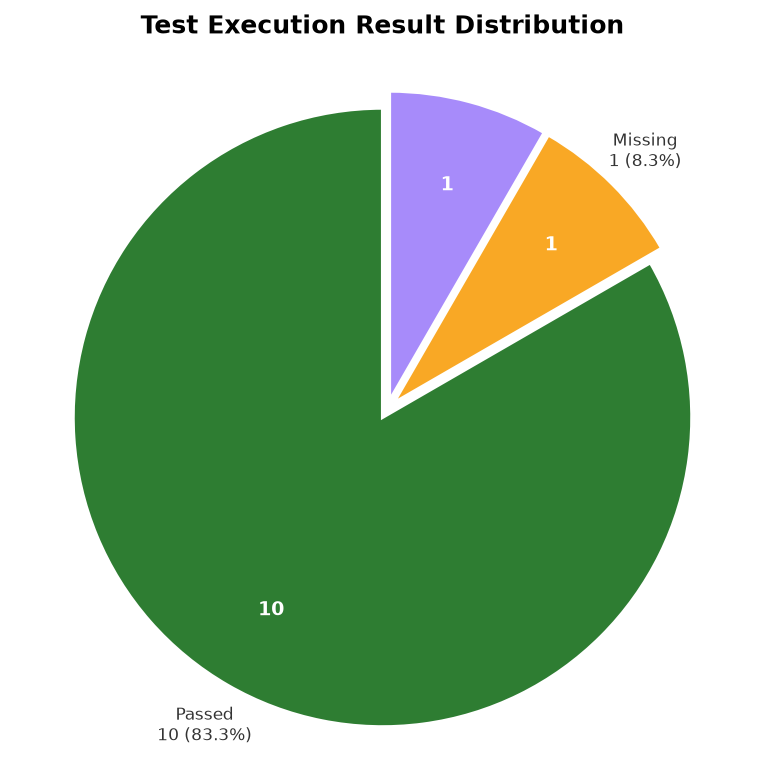 Test Execution Result Distribution
1
Missing
1 (8.3%)
1
10
Passed
10 (83.3%)